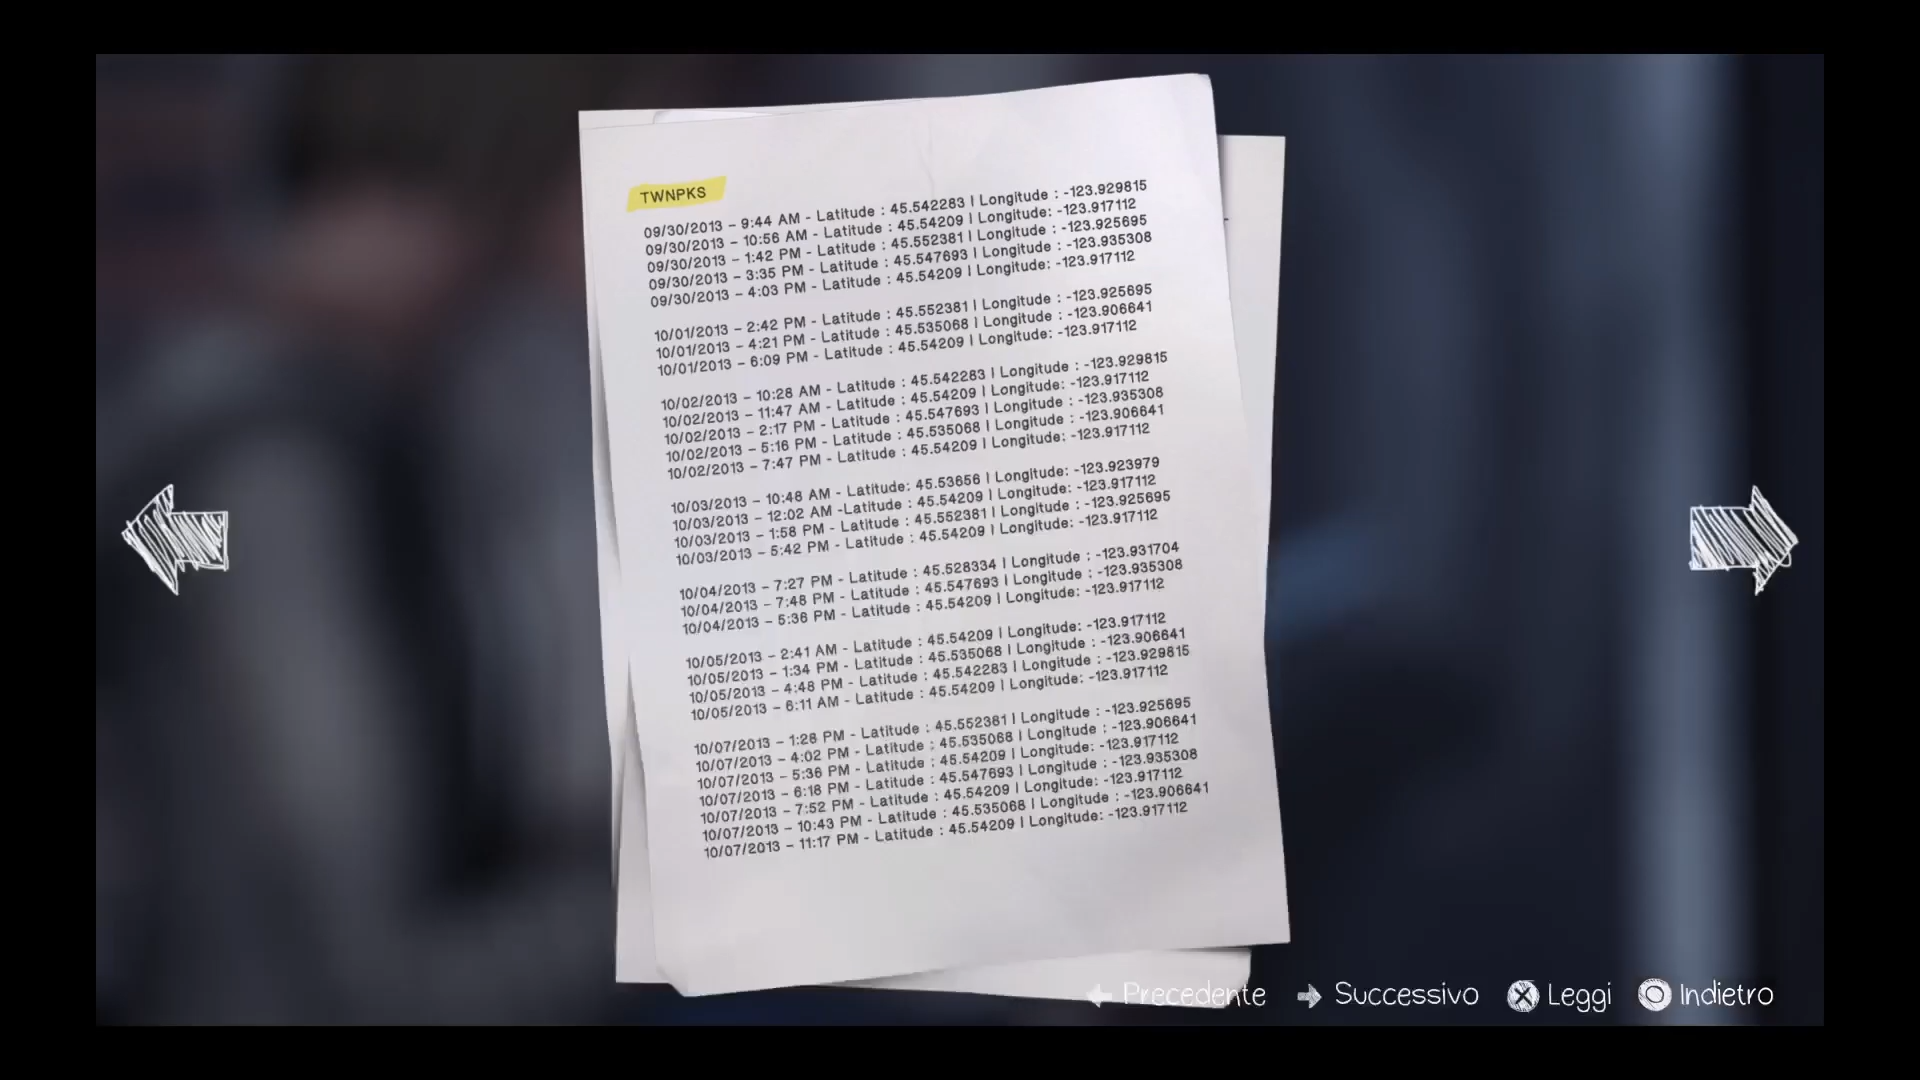 TWNPKS
09/30/2013 – 9:44 AM - Latitude : 45.542283 | Longitude : -123.929815
09/30/2013 – 10:56 AM - Latitude : 45.54209 | Longitude: -123.917112
09/30/2013 – 1:42 PM - Latitude : 45.552381 | Longitude : -123.925695
09/30/2013 – 3:35 PM - Latitude : 45.547693 | Longitude : -123.935308
09/30/2013 – 4:03 PM - Latitude : 45.54209 | Longitude: -123.917112
10/01/2013 – 2:42 PM - Latitude : 45.552381 | Longitude : -123.925695
10/01/2013 – 4:21 PM - Latitude : 45.535068 | Longitude : -123.906641
10/01/2013 – 6:09 PM - Latitude : 45.54209 | Longitude: -123.917112
10/02/2013 – 10:28 AM - Latitude : 45.542283 | Longitude : -123.929815
10/02/2013 – 11:47 AM - Latitude : 45.54209 | Longitude: -123.917112
10/02/2013 – 2:17 PM - Latitude : 45.547693 | Longitude : -123.935308
10/02/2013 – 5:16 PM - Latitude : 45.535068 | Longitude : -123.906641
10/02/2013 – 7:47 PM - Latitude : 45.54209 | Longitude: -123.917112
10/03/2013 – 10:48 AM - Latitude: 45.53656 | Longitude: -123.923979
10/03/2013 – 12:02 AM -Latitude : 45.54209 | Longitude: -123.917112
10/03/2013 – 1:58 PM - Latitude : 45.552381 | Longitude : -123.925695
10/03/2013 – 5:42 PM - Latitude : 45.54209 | Longitude: -123.917112
10/04/2013 – 7:27 PM - Latitude : 45.528334 | Longitude : -123.931704
10/04/2013 – 7:48 PM - Latitude : 45.547693 | Longitude : -123.935308
10/04/2013 – 5:36 PM - Latitude : 45.54209 | Longitude: -123.917112
10/05/2013 – 2:41 AM - Latitude : 45.54209 | Longitude: -123.917112
10/05/2013 – 1:34 PM - Latitude : 45.535068 | Longitude : -123.906641
10/05/2013 – 4:48 PM - Latitude : 45.542283 | Longitude : -123.929815
10/05/2013 – 6:11 AM - Latitude : 45.54209 | Longitude: -123.917112
10/07/2013 – 1:26 PM - Latitude : 45.552381 | Longitude : -123.925695
10/07/2013 – 4:02 PM - Latitude : 45.535068 | Longitude : -123.906641
10/07/2013 – 5:36 PM - Latitude : 45.54209 | Longitude: -123.917112
10/07/2013 – 6:18 PM - Latitude : 45.547693 | Longitude : -123.935308
10/07/2013 – 7:52 PM - Latitude : 45.54209 | Longitude: -123.917112
10/07/2013 – 10:43 PM - Latitude : 45.535068 | Longitude : -123.906641
10/07/2013 – 11:17 PM - Latitude : 45.54209 | Longitude: -123.917112
Precedente Successivo Leggi Indietro